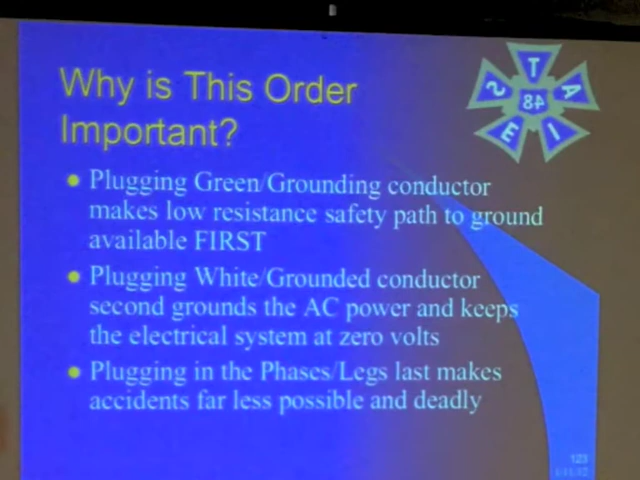 Why is This Order
Important?
Plugging Green/Grounding conductor
makes low resistance safety path to ground
available FIRST
Plugging White/Grounded conductor
second grounds the AC power and keeps
the electrical system at zero volts
Plugging in the Phases/Legs last makes
accidents far less possible and deadly
I A T S E
48
123